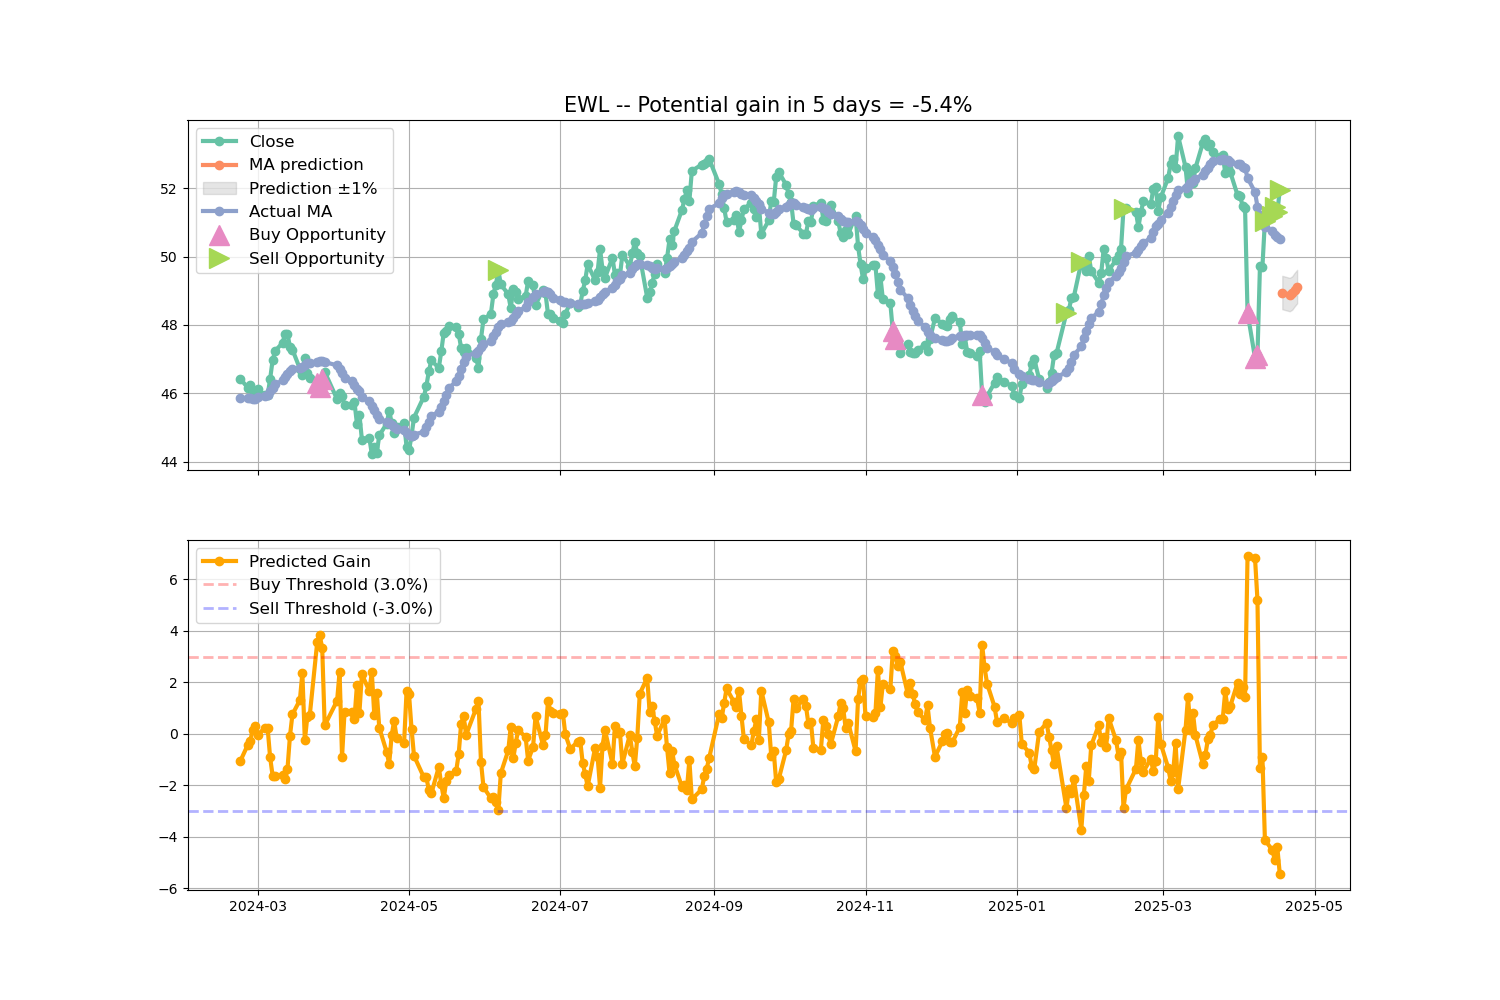 EWL -- Potential gain in 5 days = -5.4%
Close
MA prediction
Prediction ±1%
Actual MA
Buy Opportunity
Sell Opportunity
52
50
48
46
44
Predicted Gain
Buy Threshold (3.0%)
Sell Threshold (-3.0%)
6
4
2
0
−2
−4
−6
2024-03
2024-05
2024-07
2024-09
2024-11
2025-01
2025-03
2025-05